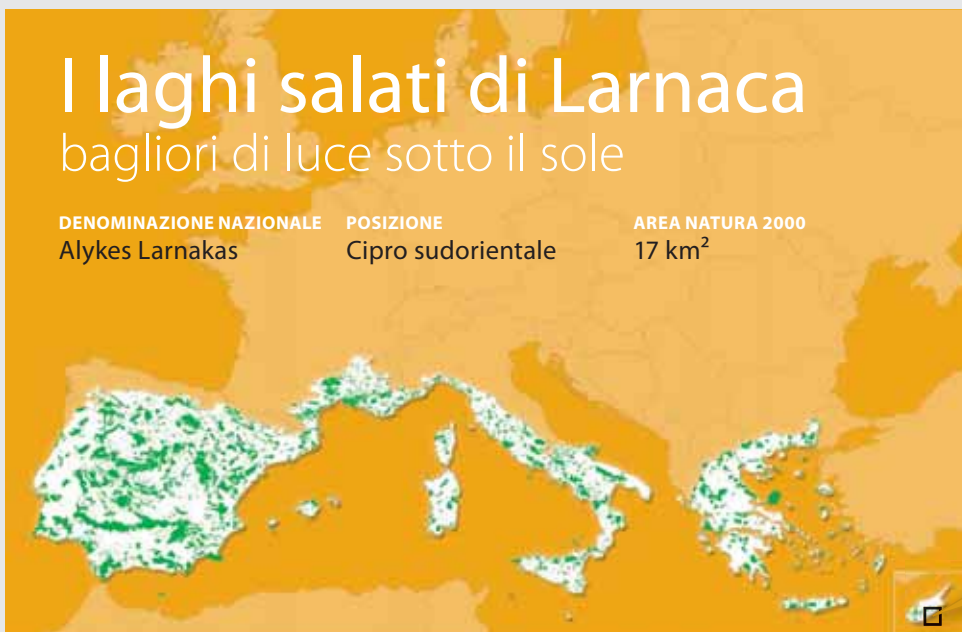 I laghi salati di Larnaca
bagliori di luce sotto il sole
DENOMINAZIONE NAZIONALE POSIZIONE AREA NATURA 2000
Alykes Larnakas Cipro sudorientale 17 km²